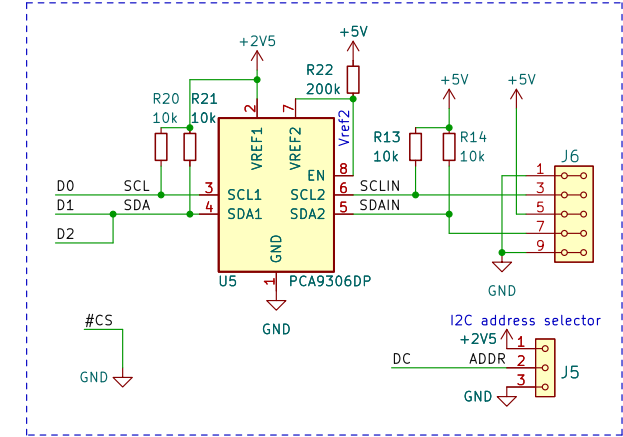 +5V
+2V5
R22
200k
+5V
+5V
R20
10k
R21
10k
2
7
VREF1
VREF2
Vref2
R13
10k
R14
10k
J6
EN
8
1
D0
SCL
3
SCL1
SCL2
6
SCLIN
3
D1
SDA
4
SDA1
SDA2
5
SDAIN
5
D2
7
GND
9
1
U5
PCA9306DP
GND
GND
#CS
GND
I2C address selector
+2V5
1
DC
ADDR
2
J5
3
GND